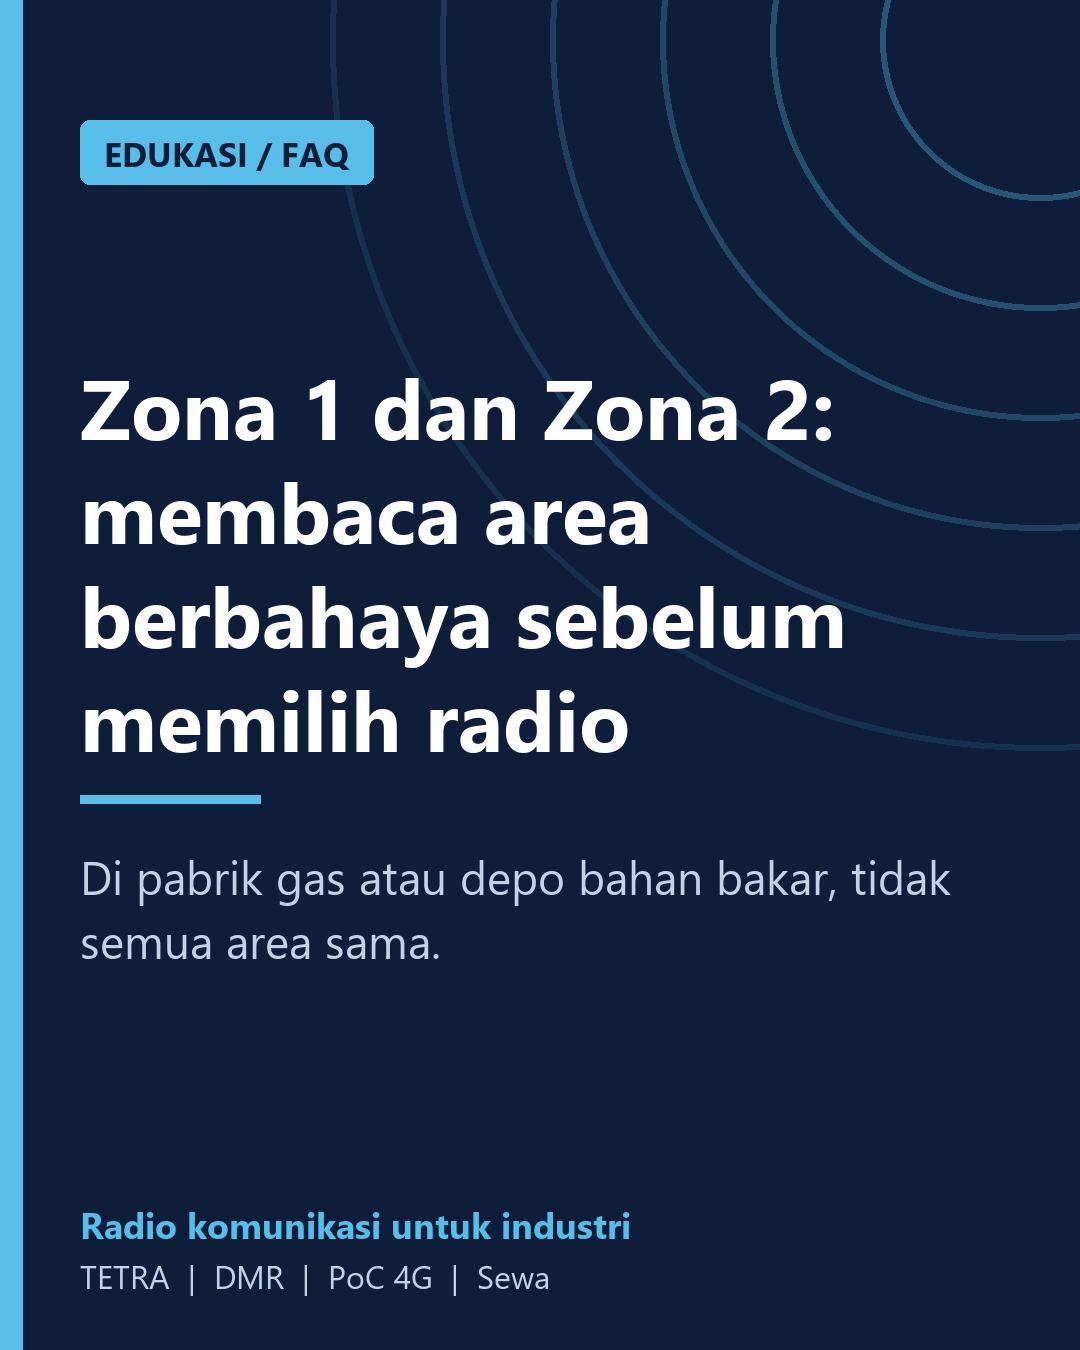 EDUKASI / FAQ
Zona 1 dan Zona 2:
membaca area
berbahaya sebelum
memilih radio
Di pabrik gas atau depo bahan bakar, tidak
semua area sama.
Radio komunikasi untuk industri
TETRA | DMR | PoC 4G | Sewa